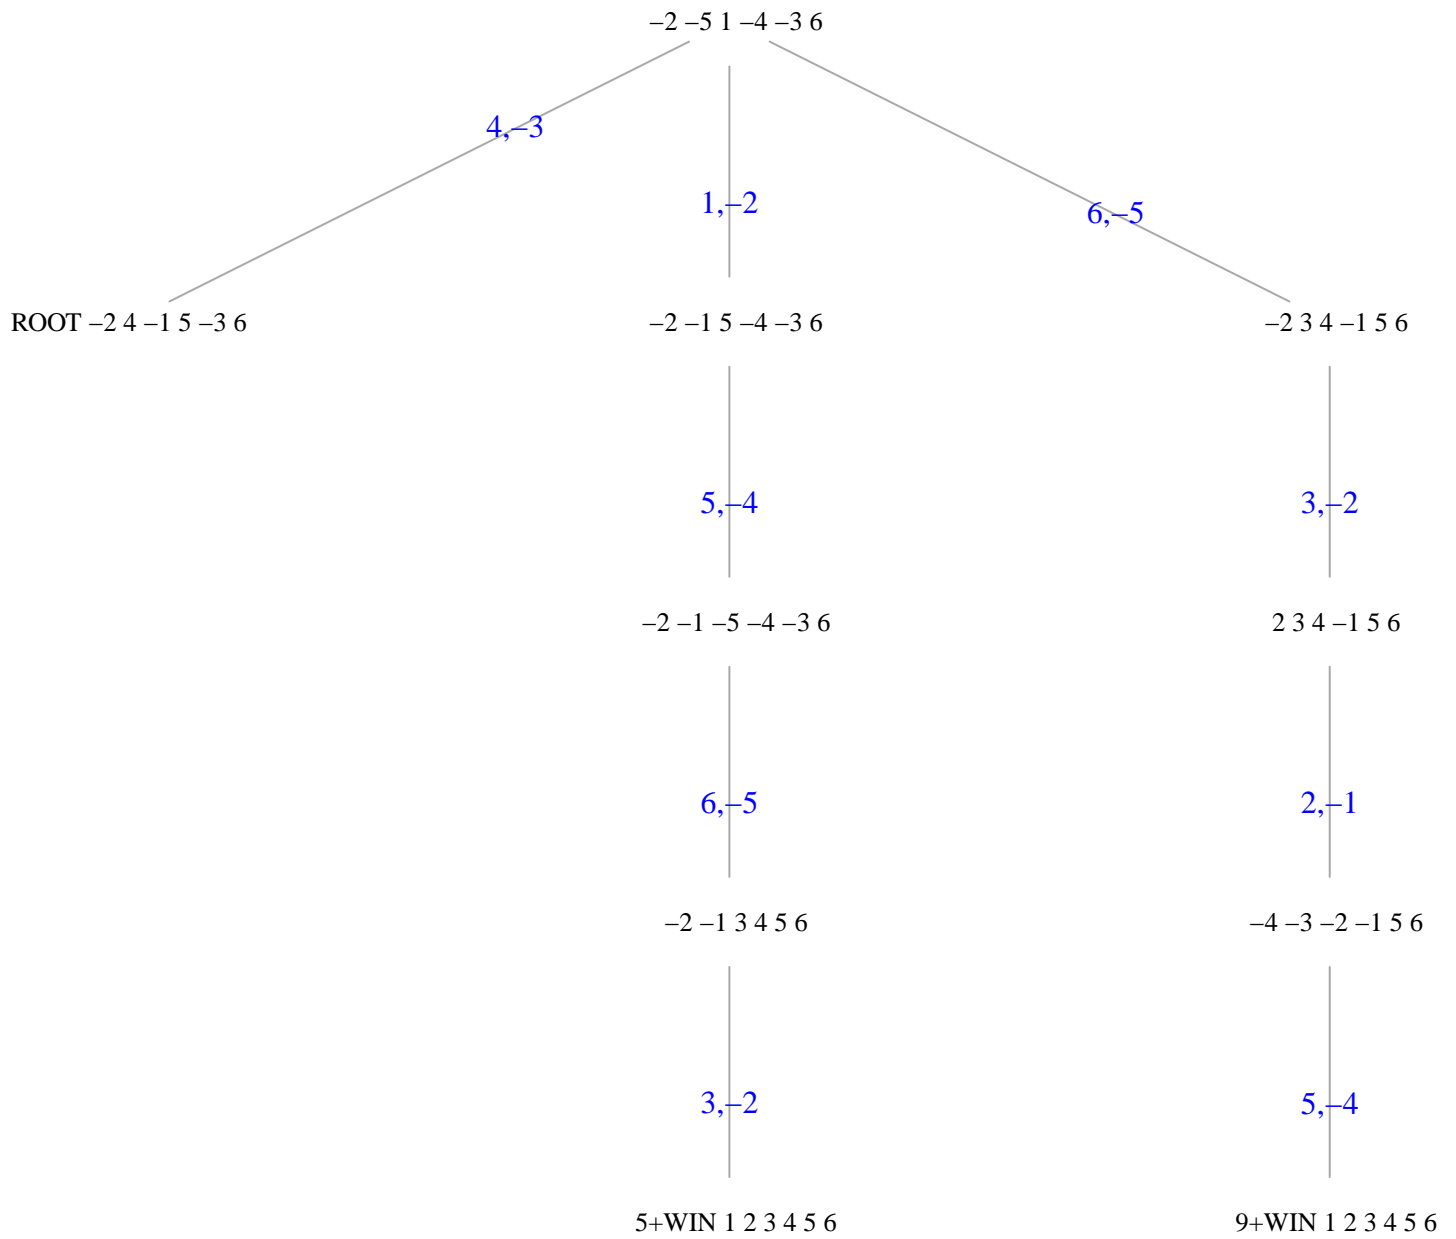 –2 –5 1 –4 –3 6
4,–3
1,–2
6,–5
ROOT –2 4 –1 5 –3 6
–2 –1 5 –4 –3 6
–2 3 4 –1 5 6
5,–4
3,–2
–2 –1 –5 –4 –3 6
2 3 4 –1 5 6
6,–5
2,–1
–2 –1 3 4 5 6
–4 –3 –2 –1 5 6
3,–2
5,–4
5+WIN 1 2 3 4 5 6
9+WIN 1 2 3 4 5 6